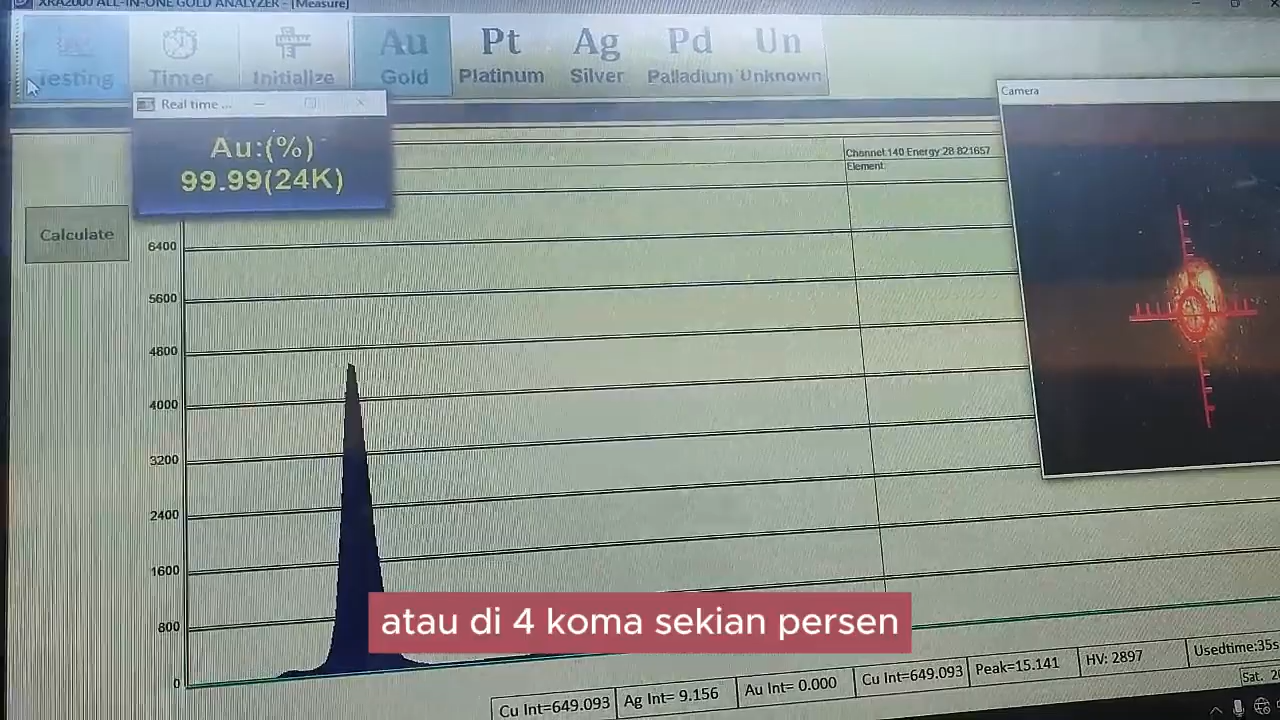 XRA2000 ALL-IN-ONE GOLD ANALYZER - [Measure]
Au Pt Ag Pd Un
Testing Timer Initialize Gold Platinum Silver Palladium Unknown
Real time ...
Camera
Au:(%)
99.99(24K)
Channel:140 Energy:28.821657
Element:
Calculate
6400
5600
4800
4000
3200
2400
1600
800
0
atau di 4 koma sekian persen
Cu Int=649.093 Ag Int= 9.156 Au Int= 0.000 Cu Int=649.093 Peak=15.141 HV: 2897 Usedtime:35s
Sat.